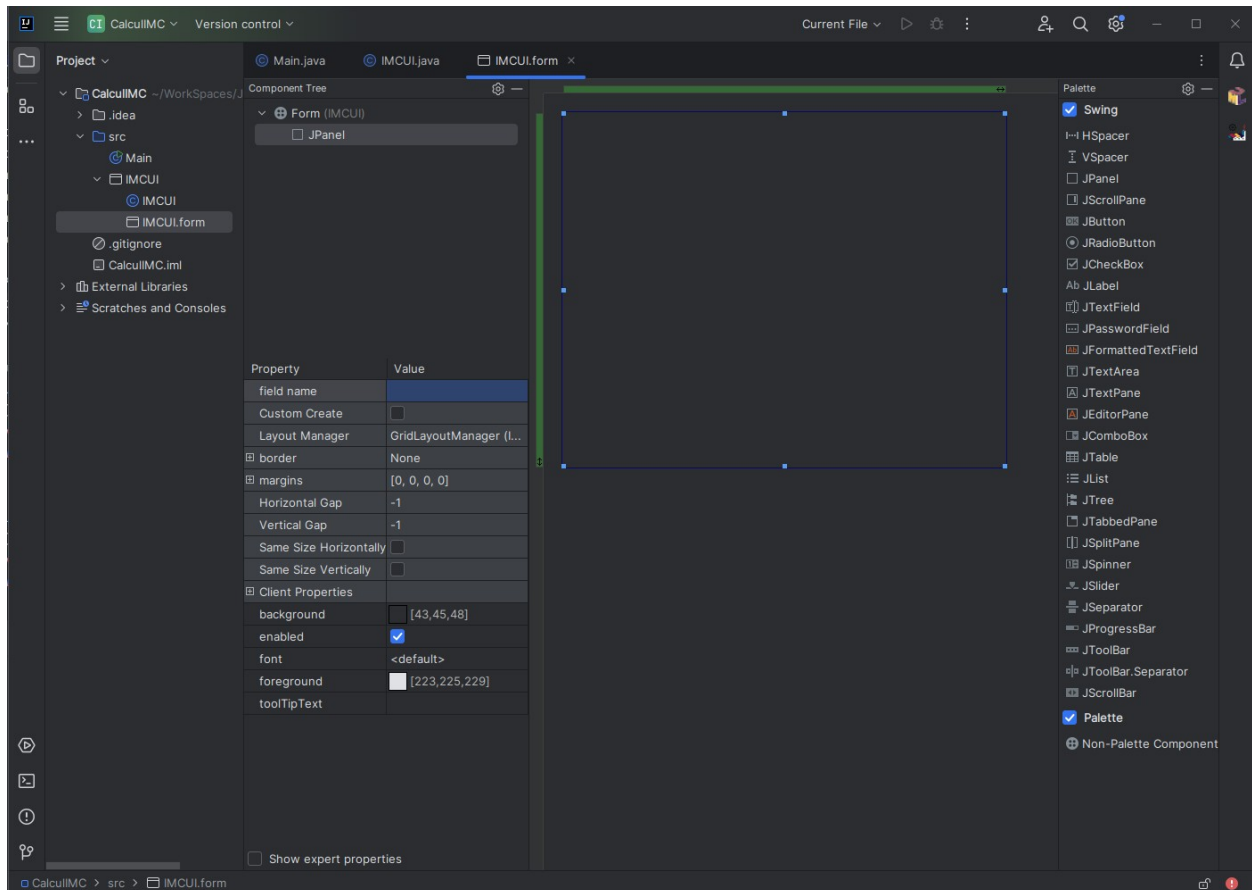 CI CalculIMC Version control Current File
Project
CalculIMC ~/WorkSpaces/J
.idea
src
Main
IMCUI
IMCUI
IMCUI.form
.gitignore
CalculIMC.iml
External Libraries
Scratches and Consoles
Main.java IMCUI.java IMCUI.form
Component Tree
Form (IMCUI)
JPanel
Property Value
field name
Custom Create
Layout Manager GridLayoutManager (I...
border None
margins [0, 0, 0, 0]
Horizontal Gap -1
Vertical Gap -1
Same Size Horizontally
Same Size Vertically
Client Properties
background [43,45,48]
enabled
font <default>
foreground [223,225,229]
toolTipText
Show expert properties
Palette
Swing
HSpacer
VSpacer
JPanel
JScrollPane
JButton
JRadioButton
JCheckBox
Ab JLabel
JTextField
JPasswordField
JFormattedTextField
JTextArea
JTextPane
JEditorPane
JComboBox
JTable
JList
JTree
JTabbedPane
JSplitPane
JSpinner
JSlider
JSeparator
JProgressBar
JToolBar
JToolBar.Separator
JScrollBar
Palette
Non-Palette Component
CalculIMC > src > IMCUI.form